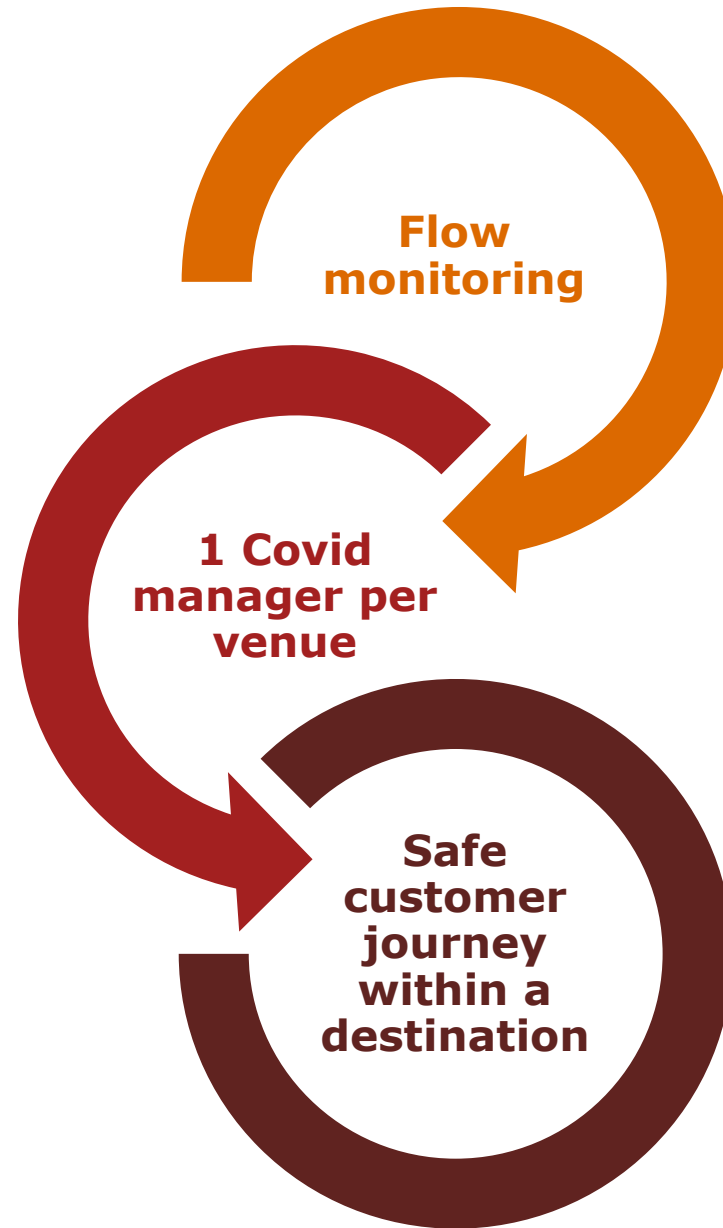 Flow
monitoring
1 Covid
manager per
venue
Safe
customer
journey
within a
destination